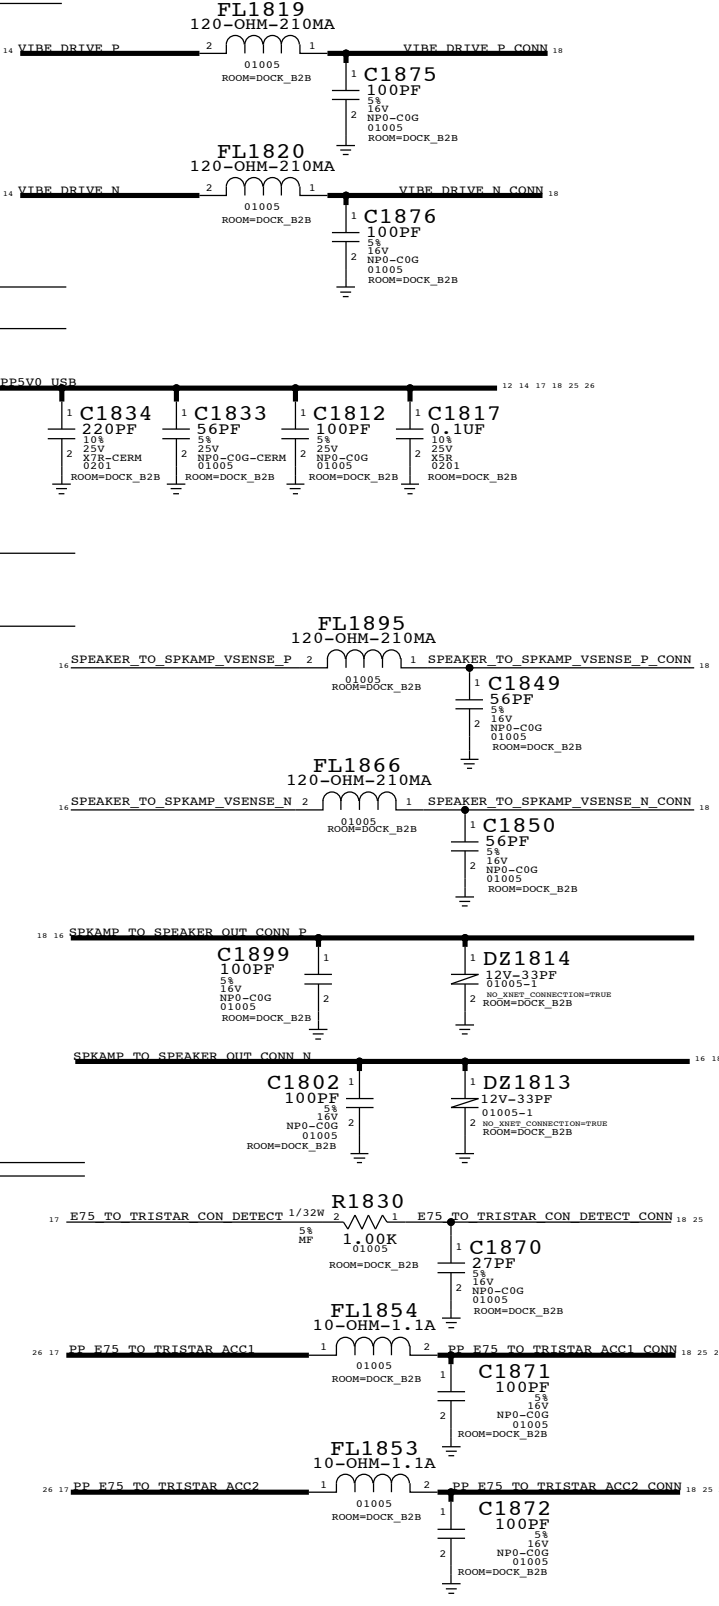 FL1819
120-OHM-210MA
14 VIBE_DRIVE_P 2 1 VIBE_DRIVE_P_CONN 18
01005
ROOM=DOCK_B2B
1 C1875
100PF
5%
16V
2 NP0-C0G
01005
ROOM=DOCK_B2B
FL1820
120-OHM-210MA
14 VIBE_DRIVE_N 2 1 VIBE_DRIVE_N_CONN 18
01005
ROOM=DOCK_B2B
1 C1876
100PF
5%
16V
2 NP0-C0G
01005
ROOM=DOCK_B2B
PP5V0_USB 12 14 17 18 25 26
1 C1834 1 C1833 1 C1812 1 C1817
220PF 56PF 100PF 0.1UF
10% 5% 5% 10%
25V 25V 25V 25V
2 X7R-CERM 2 NP0-C0G-CERM 2 NP0-C0G 2 X5R
0201 01005 01005 0201
ROOM=DOCK_B2B ROOM=DOCK_B2B ROOM=DOCK_B2B ROOM=DOCK_B2B
FL1895
120-OHM-210MA
16 SPEAKER_TO_SPKAMP_VSENSE_P 2 1 SPEAKER_TO_SPKAMP_VSENSE_P_CONN 18
01005
ROOM=DOCK_B2B
1 C1849
56PF
5%
16V
2 NP0-C0G
01005
ROOM=DOCK_B2B
FL1866
120-OHM-210MA
16 SPEAKER_TO_SPKAMP_VSENSE_N 2 1 SPEAKER_TO_SPKAMP_VSENSE_N_CONN 18
01005
ROOM=DOCK_B2B
1 C1850
56PF
5%
16V
2 NP0-C0G
01005
ROOM=DOCK_B2B
18 16 SPKAMP_TO_SPEAKER_OUT_CONN_P
C1899 1 1 DZ1814
100PF 12V-33PF
5% 01005-1
16V
NP0-C0G 2 2 NO_XNET_CONNECTION=TRUE
01005 ROOM=DOCK_B2B
ROOM=DOCK_B2B
SPKAMP_TO_SPEAKER_OUT_CONN_N 16 18
C1802 1 1 DZ1813
100PF 12V-33PF
5% 01005-1
16V
NP0-C0G 2 2 NO_XNET_CONNECTION=TRUE
01005 ROOM=DOCK_B2B
ROOM=DOCK_B2B
R1830
17 E75_TO_TRISTAR_CON_DETECT 1/32W 2 1 E75_TO_TRISTAR_CON_DETECT_CONN 18 25
5% 1.00K
MF 01005
ROOM=DOCK_B2B
1 C1870
27PF
5%
16V
2 NP0-C0G
01005
ROOM=DOCK_B2B
FL1854
10-OHM-1.1A
26 17 PP_E75_TO_TRISTAR_ACC1 1 2 PP_E75_TO_TRISTAR_ACC1_CONN 18 25 2
01005
ROOM=DOCK_B2B
1 C1871
100PF
5%
16V
2 NP0-C0G
01005
ROOM=DOCK_B2B
FL1853
10-OHM-1.1A
26 17 PP_E75_TO_TRISTAR_ACC2 1 2 PP_E75_TO_TRISTAR_ACC2_CONN 18 25
01005
ROOM=DOCK_B2B
1 C1872
100PF
5%
16V
2 NP0-C0G
01005
ROOM=DOCK_B2B